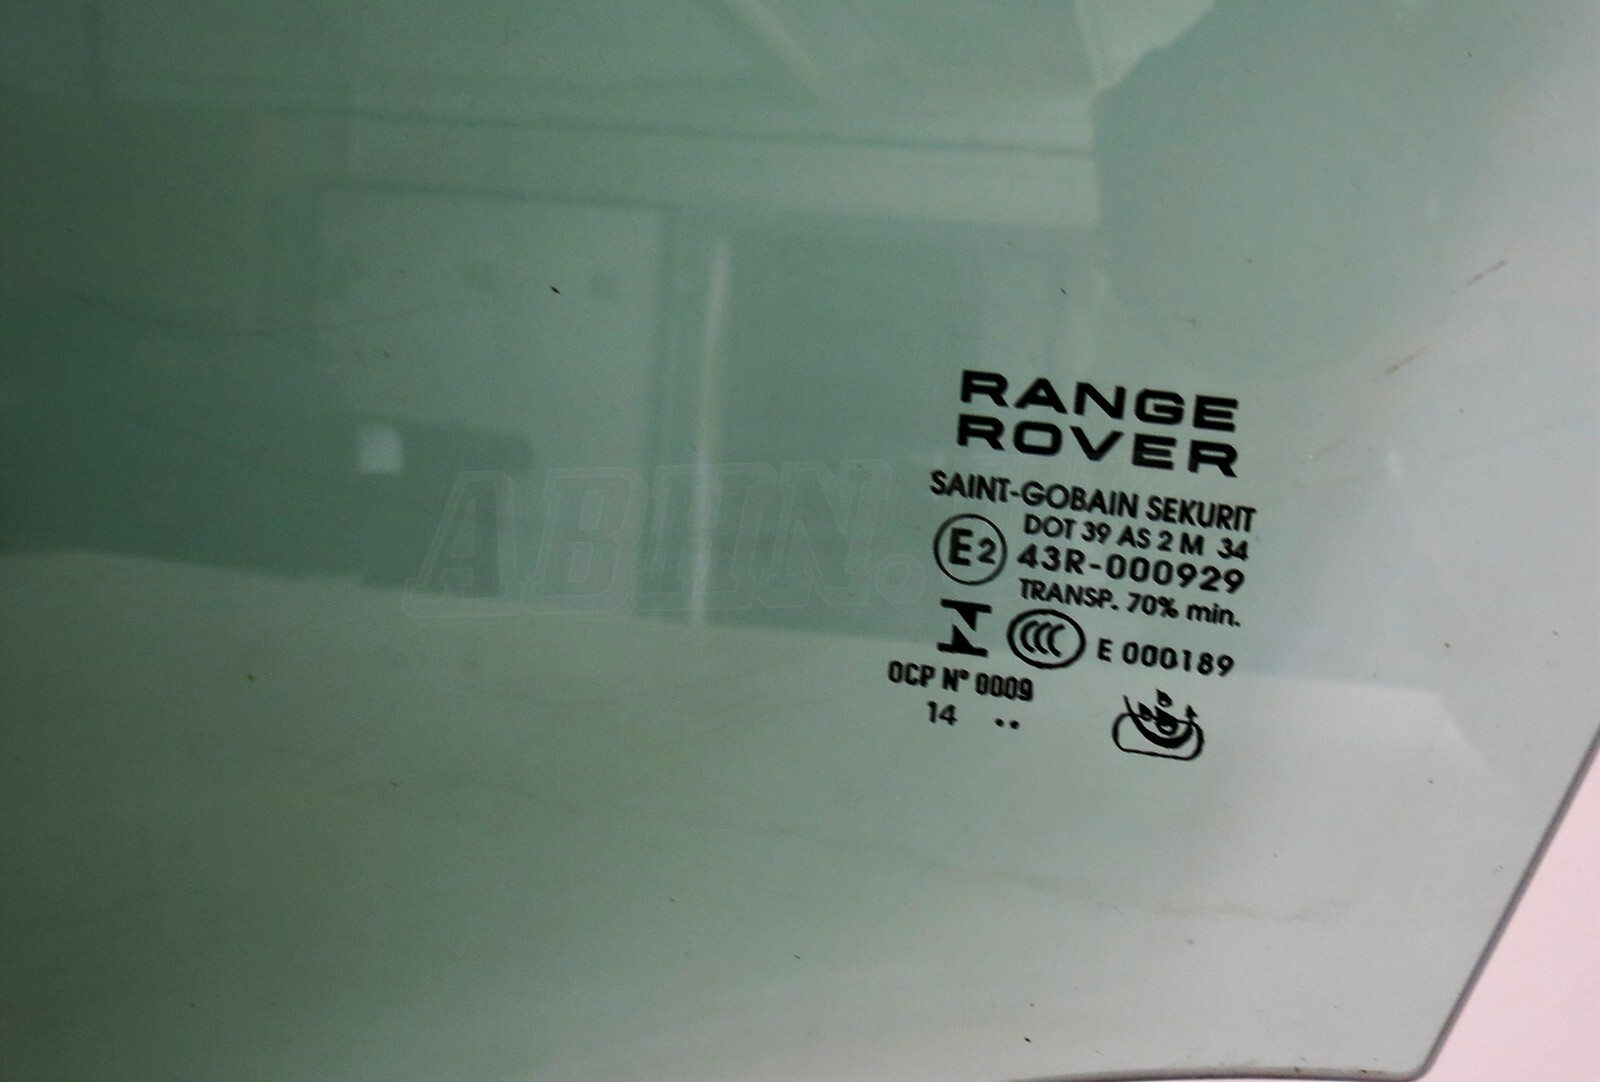 RANGE
ROVER
SAINT-GOBAIN SEKURIT
DOT 39 AS 2 M 34
E2 43R-000929
TRANSP. 70% min.
CCC E 000189
OCP N° 0009
14 ..
ABHN.